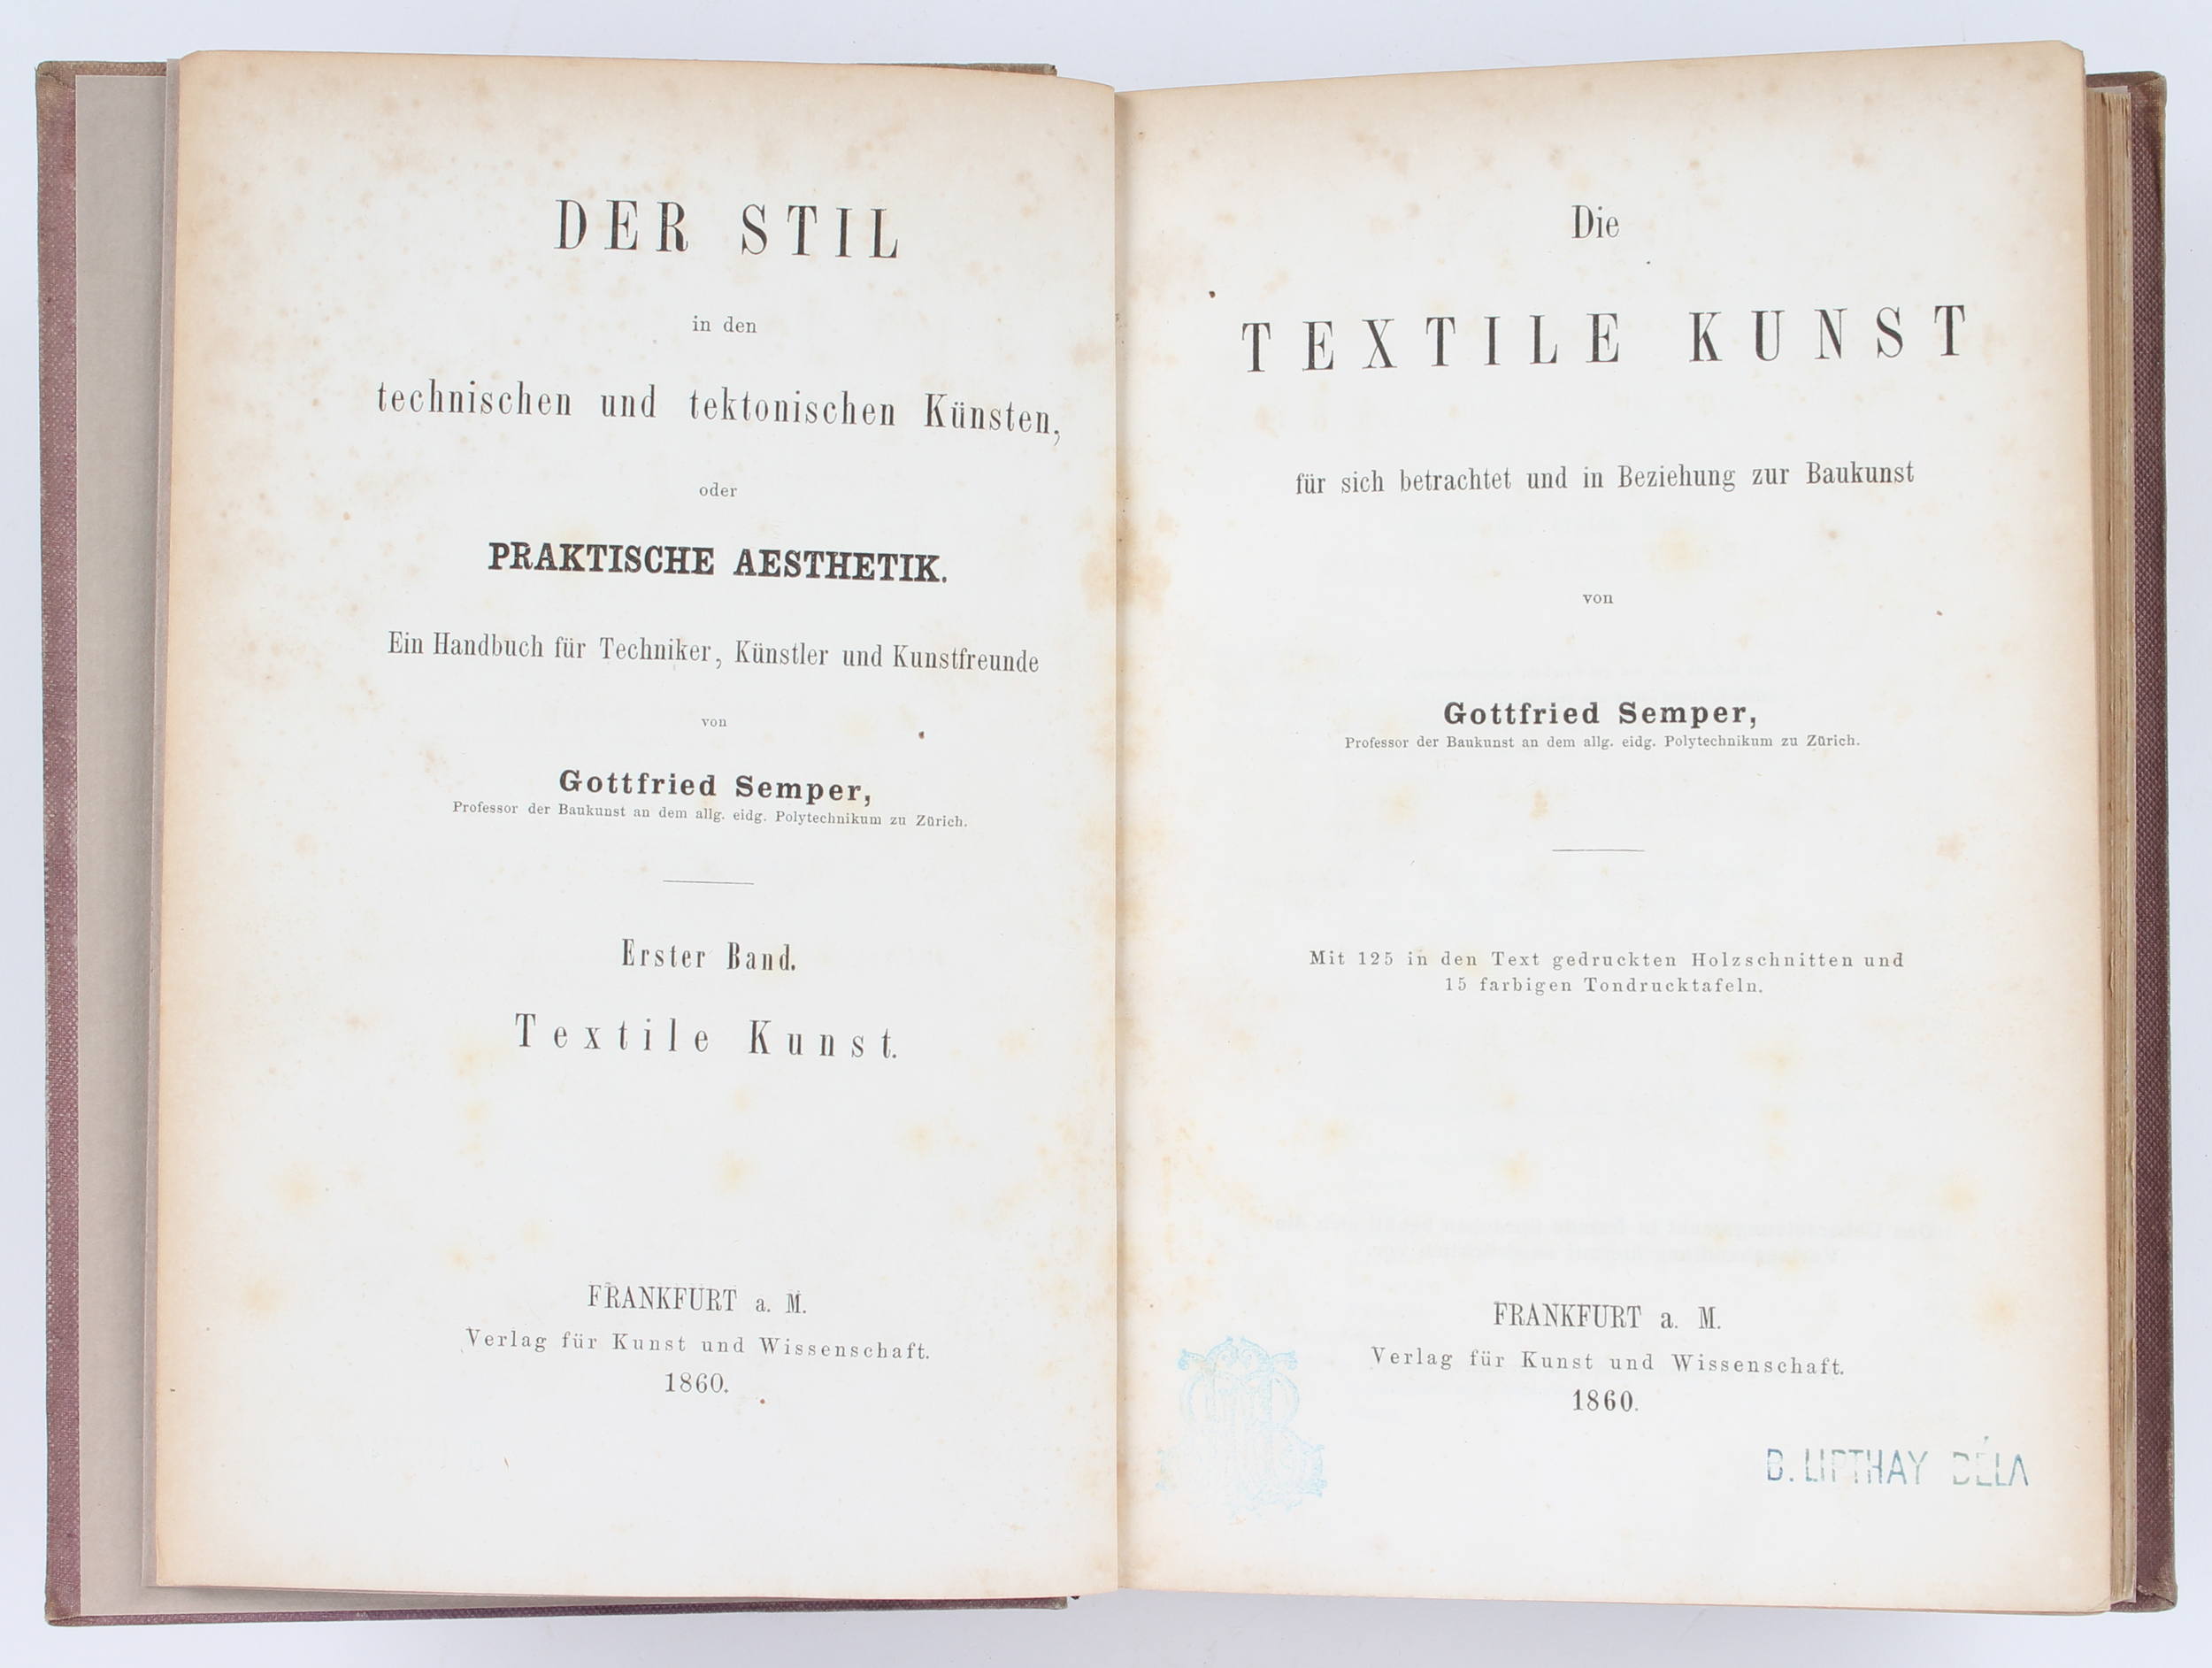 DER STIL
in den
technischen und tektonischen Künsten,
oder
PRAKTISCHE AESTHETIK.
Ein Handbuch für Techniker, Künstler und Kunstfreunde
von
Gottfried Semper,
Professor der Baukunst an dem allg. eidg. Polytechnikum zu Zürich.
Erster Band.
Textile Kunst.
FRANKFURT a. M.
Verlag für Kunst und Wissenschaft.
1860.
Die
TEXTILE KUNST
für sich betrachtet und in Beziehung zur Baukunst
von
Gottfried Semper,
Professor der Baukunst an dem allg. eidg. Polytechnikum zu Zürich.
Mit 125 in den Text gedruckten Holzschnitten und
15 farbigen Tondrucktafeln.
FRANKFURT a. M.
Verlag für Kunst und Wissenschaft.
1860.
B. LIPTHAY BÉLA